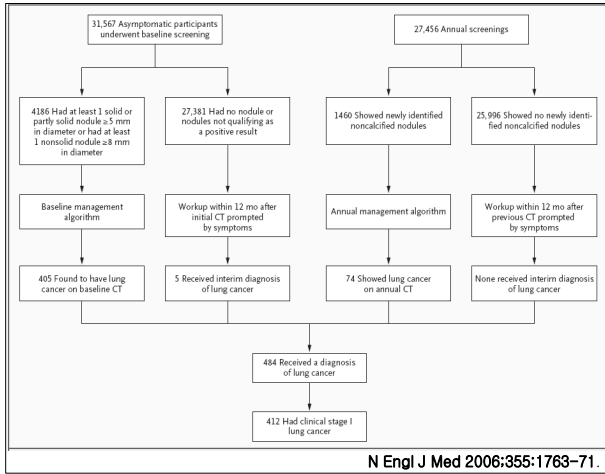 31,567 Asymptomatic participants
underwent baseline screening
27,456 Annual screenings
4186 Had at least 1 solid or
partly solid nodule ≥5 mm
in diameter or had at least
1 nonsolid nodule ≥8 mm
in diameter
27,381 Had no nodule or
nodules not qualifying as
a positive result
1460 Showed newly identified
noncalcified nodules
25,996 Showed no newly identi-
fied noncalcified nodules
Baseline management
algorithm
Workup within 12 mo after
initial CT prompted
by symptoms
Annual management algorithm
Workup within 12 mo after
previous CT prompted
by symptoms
405 Found to have lung
cancer on baseline CT
5 Received interim diagnosis
of lung cancer
74 Showed lung cancer
on annual CT
None received interim diagnosis
of lung cancer
484 Received a diagnosis
of lung cancer
412 Had clinical stage I
lung cancer
N Engl J Med 2006;355:1763-71.